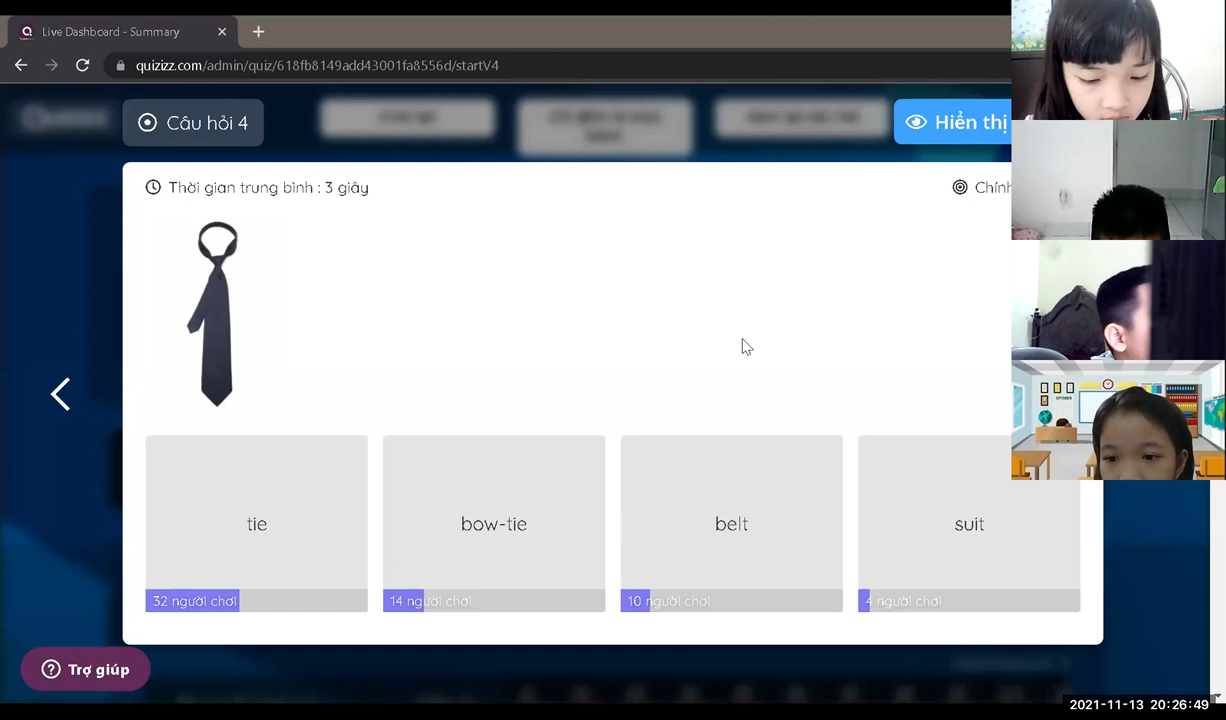 Live Dashboard - Summary
quizizz.com/admin/quiz/618fb8149add43001fa8556d/startV4
Câu hỏi 4
Hiển thị
Thời gian trung bình : 3 giây
Chính
tie
bow-tie
belt
suit
32 người chơi
14 người chơi
10 người chơi
4 người chơi
Trợ giúp
2021-11-13 20:26:49